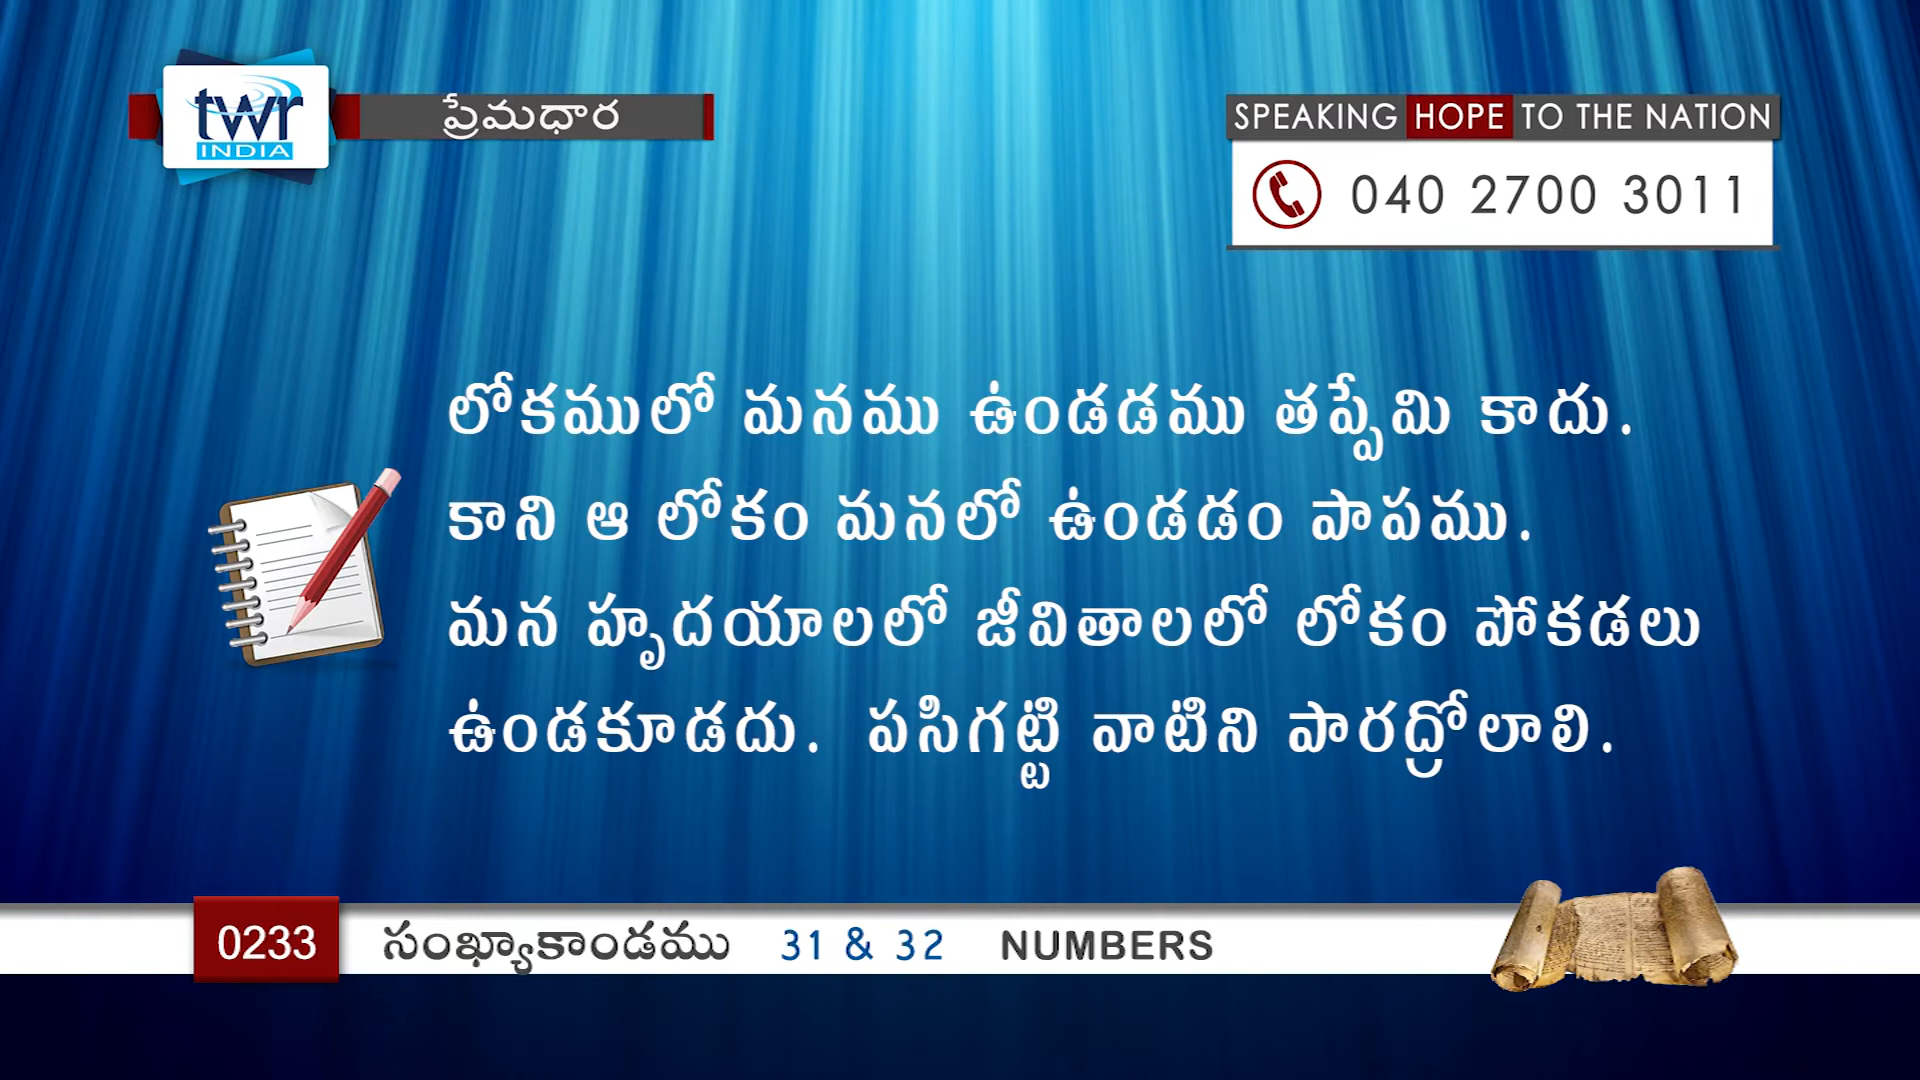 twr
INDIA
ప్రేమధార
SPEAKING HOPE TO THE NATION
040 2700 3011
లోకములో మనము ఉండడము తప్పేమి కాదు.
కాని ఆ లోకం మనలో ఉండడం పాపము.
మన హృదయాలలో జీవితాలలో లోకం పోకడలు
ఉండకూడదు. పసిగట్టి వాటిని పారద్రోలాలి.
0233 సంఖ్యాకాండము 31 & 32 NUMBERS